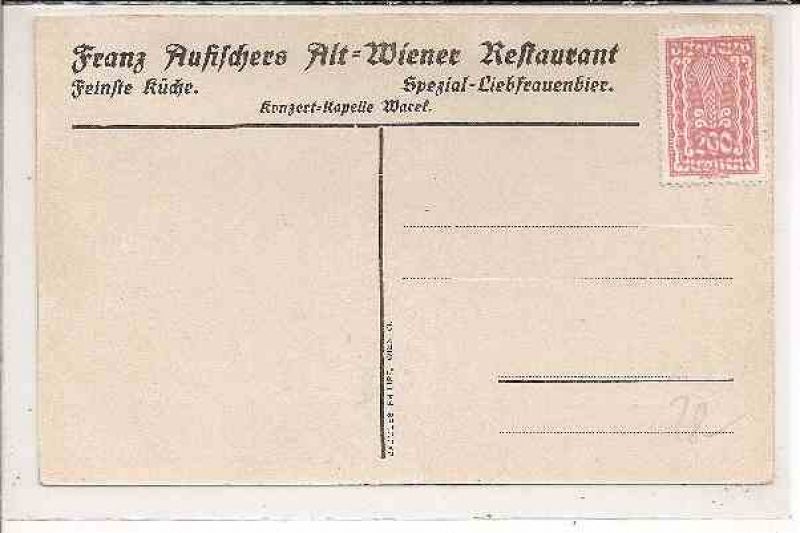 Franz Aufischers Alt-Wiener Restaurant
Feinste Küche. Spezial-Liebfrauenbier.
Konzert-Kapelle Wacek.